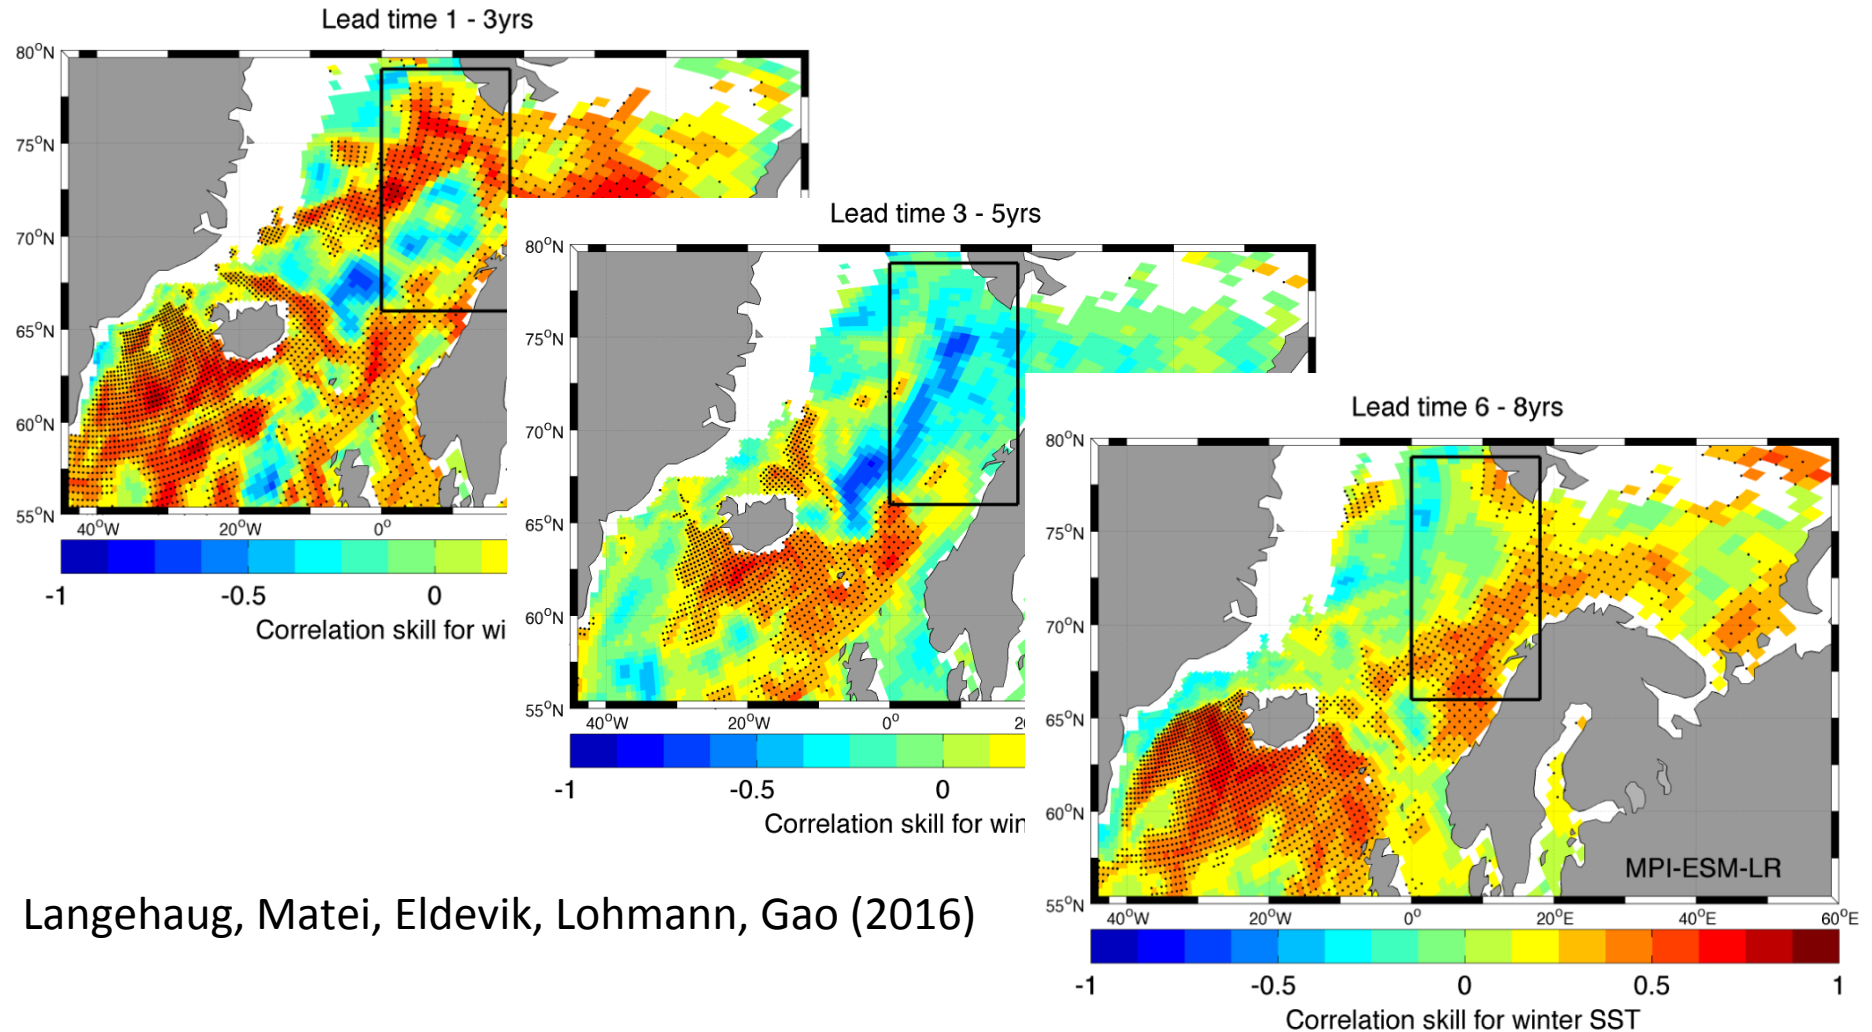 Lead time 1 - 3yrs
80°N
75°N
70°N
65°N
60°N
55°N
40°W 20°W 0°
-1 -0.5 0
Correlation skill for wi
Lead time 3 - 5yrs
80°N
75°N
70°N
65°N
60°N
55°N
40°W 20°W 0° 2
-1 -0.5 0
Correlation skill for win
Lead time 6 - 8yrs
80°N
75°N
70°N
65°N
60°N
55°N
MPI-ESM-LR
40°W 20°W 0° 20°E 40°E 60°E
-1 -0.5 0 0.5 1
Correlation skill for winter SST
Langehaug, Matei, Eldevik, Lohmann, Gao (2016)